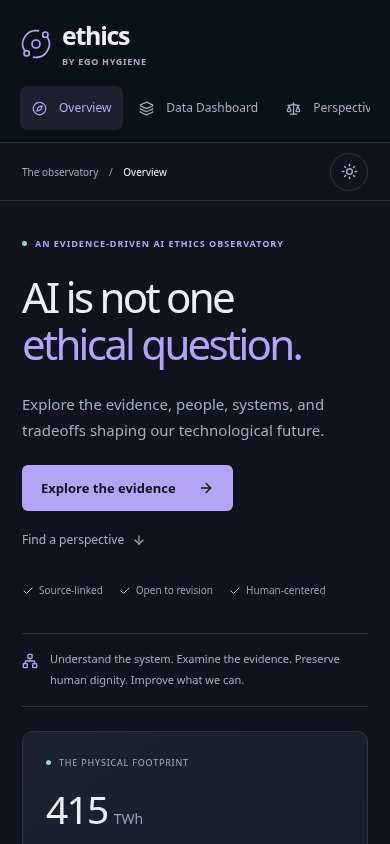 ethics
BY EGO HYGIENE
Overview
Data Dashboard
The observatory / Overview
AN EVIDENCE-DRIVEN AI ETHICS OBSERVATORY
AI is not one
ethical question.
Explore the evidence, people, systems, and
tradeoffs shaping our technological future.
Explore the evidence
Find a perspective
Source-linked
Open to revision
Human-centered
Understand the system. Examine the evidence. Preserve
human dignity. Improve what we can.
THE PHYSICAL FOOTPRINT
415 TWh